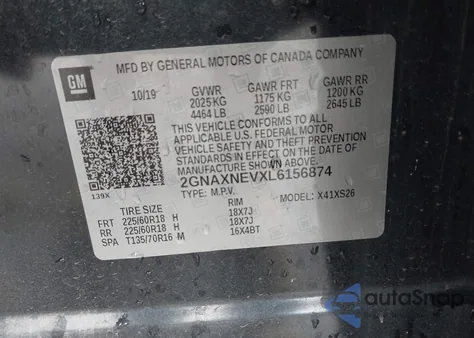 MFD BY GENERAL MOTORS OF CANADA COMPANY
GM
10/19 GVWR GAWR FRT GAWR RR
2025 KG 1175 KG 1200 KG
4464 LB 2590 LB 2645 LB
THIS VEHICLE CONFORMS TO ALL
APPLICABLE U.S. FEDERAL MOTOR
VEHICLE SAFETY AND THEFT PREVENTION
STANDARDS IN EFFECT ON THE DATE OF
MANUFACTURE SHOWN ABOVE.
2GNAXNEVXL6156874
139X TYPE: M.P.V. MODEL: X41XS26
TIRE SIZE RIM
FRT 225/60R18 H 18X7J
RR 225/60R18 H 18X7J
SPA T135/70R16 M 16X4BT
autoSnap